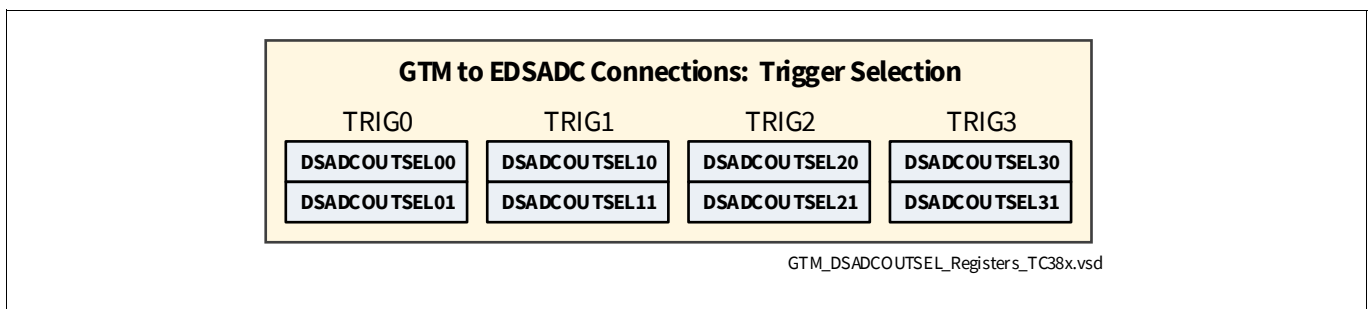 GTM to EDSADC Connections: Trigger Selection
TRIG0 TRIG1 TRIG2 TRIG3
DSADCOUTSEL00 DSADCOUTSEL10 DSADCOUTSEL20 DSADCOUTSEL30
DSADCOUTSEL01 DSADCOUTSEL11 DSADCOUTSEL21 DSADCOUTSEL31
GTM_DSADCOUTSEL_Registers_TC38x.vsd